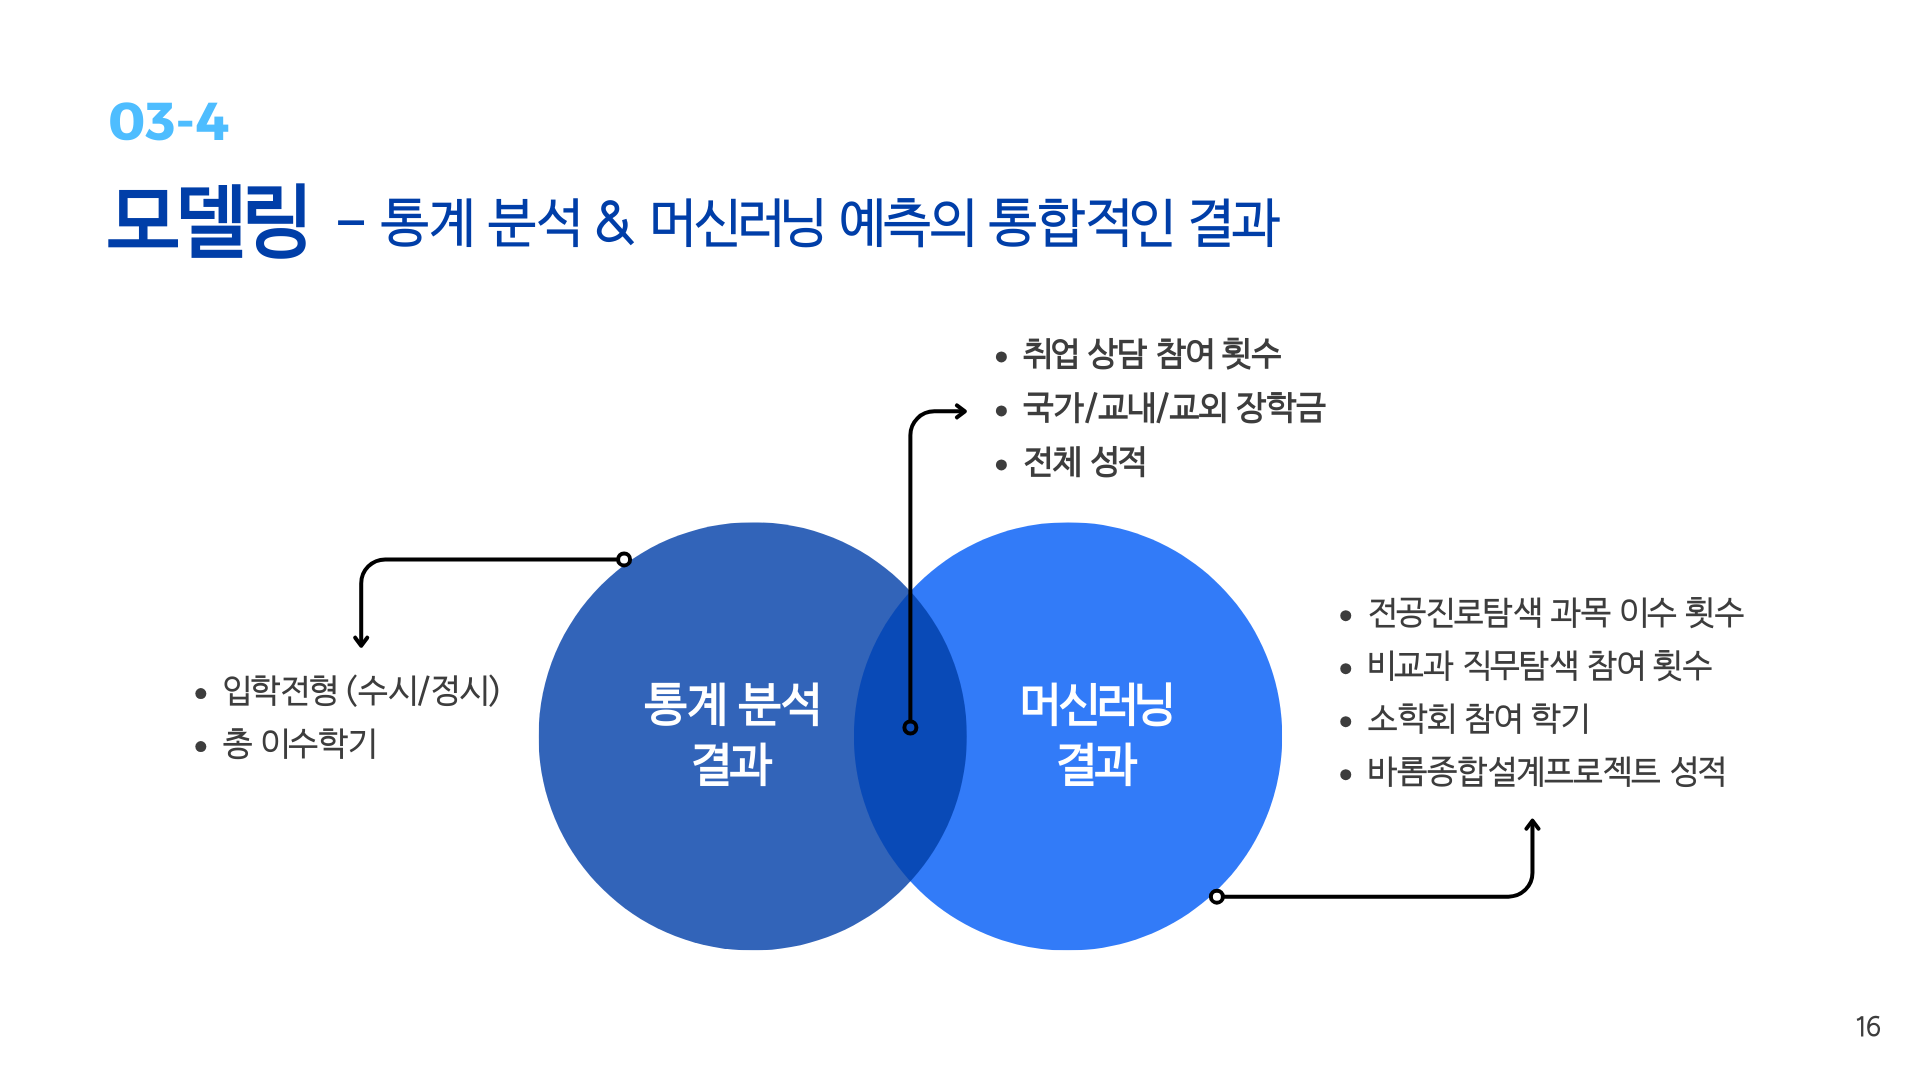 03-4
모델링 – 통계 분석 & 머신러닝 예측의 통합적인 결과
• 취업 상담 참여 횟수
• 국가/교내/교외 장학금
• 전체 성적
• 입학전형 (수시/정시)
• 총 이수학기
통계 분석
결과
머신러닝
결과
• 전공진로탐색 과목 이수 횟수
• 비교과 직무탐색 참여 횟수
• 소학회 참여 학기
• 바롬종합설계프로젝트 성적
16